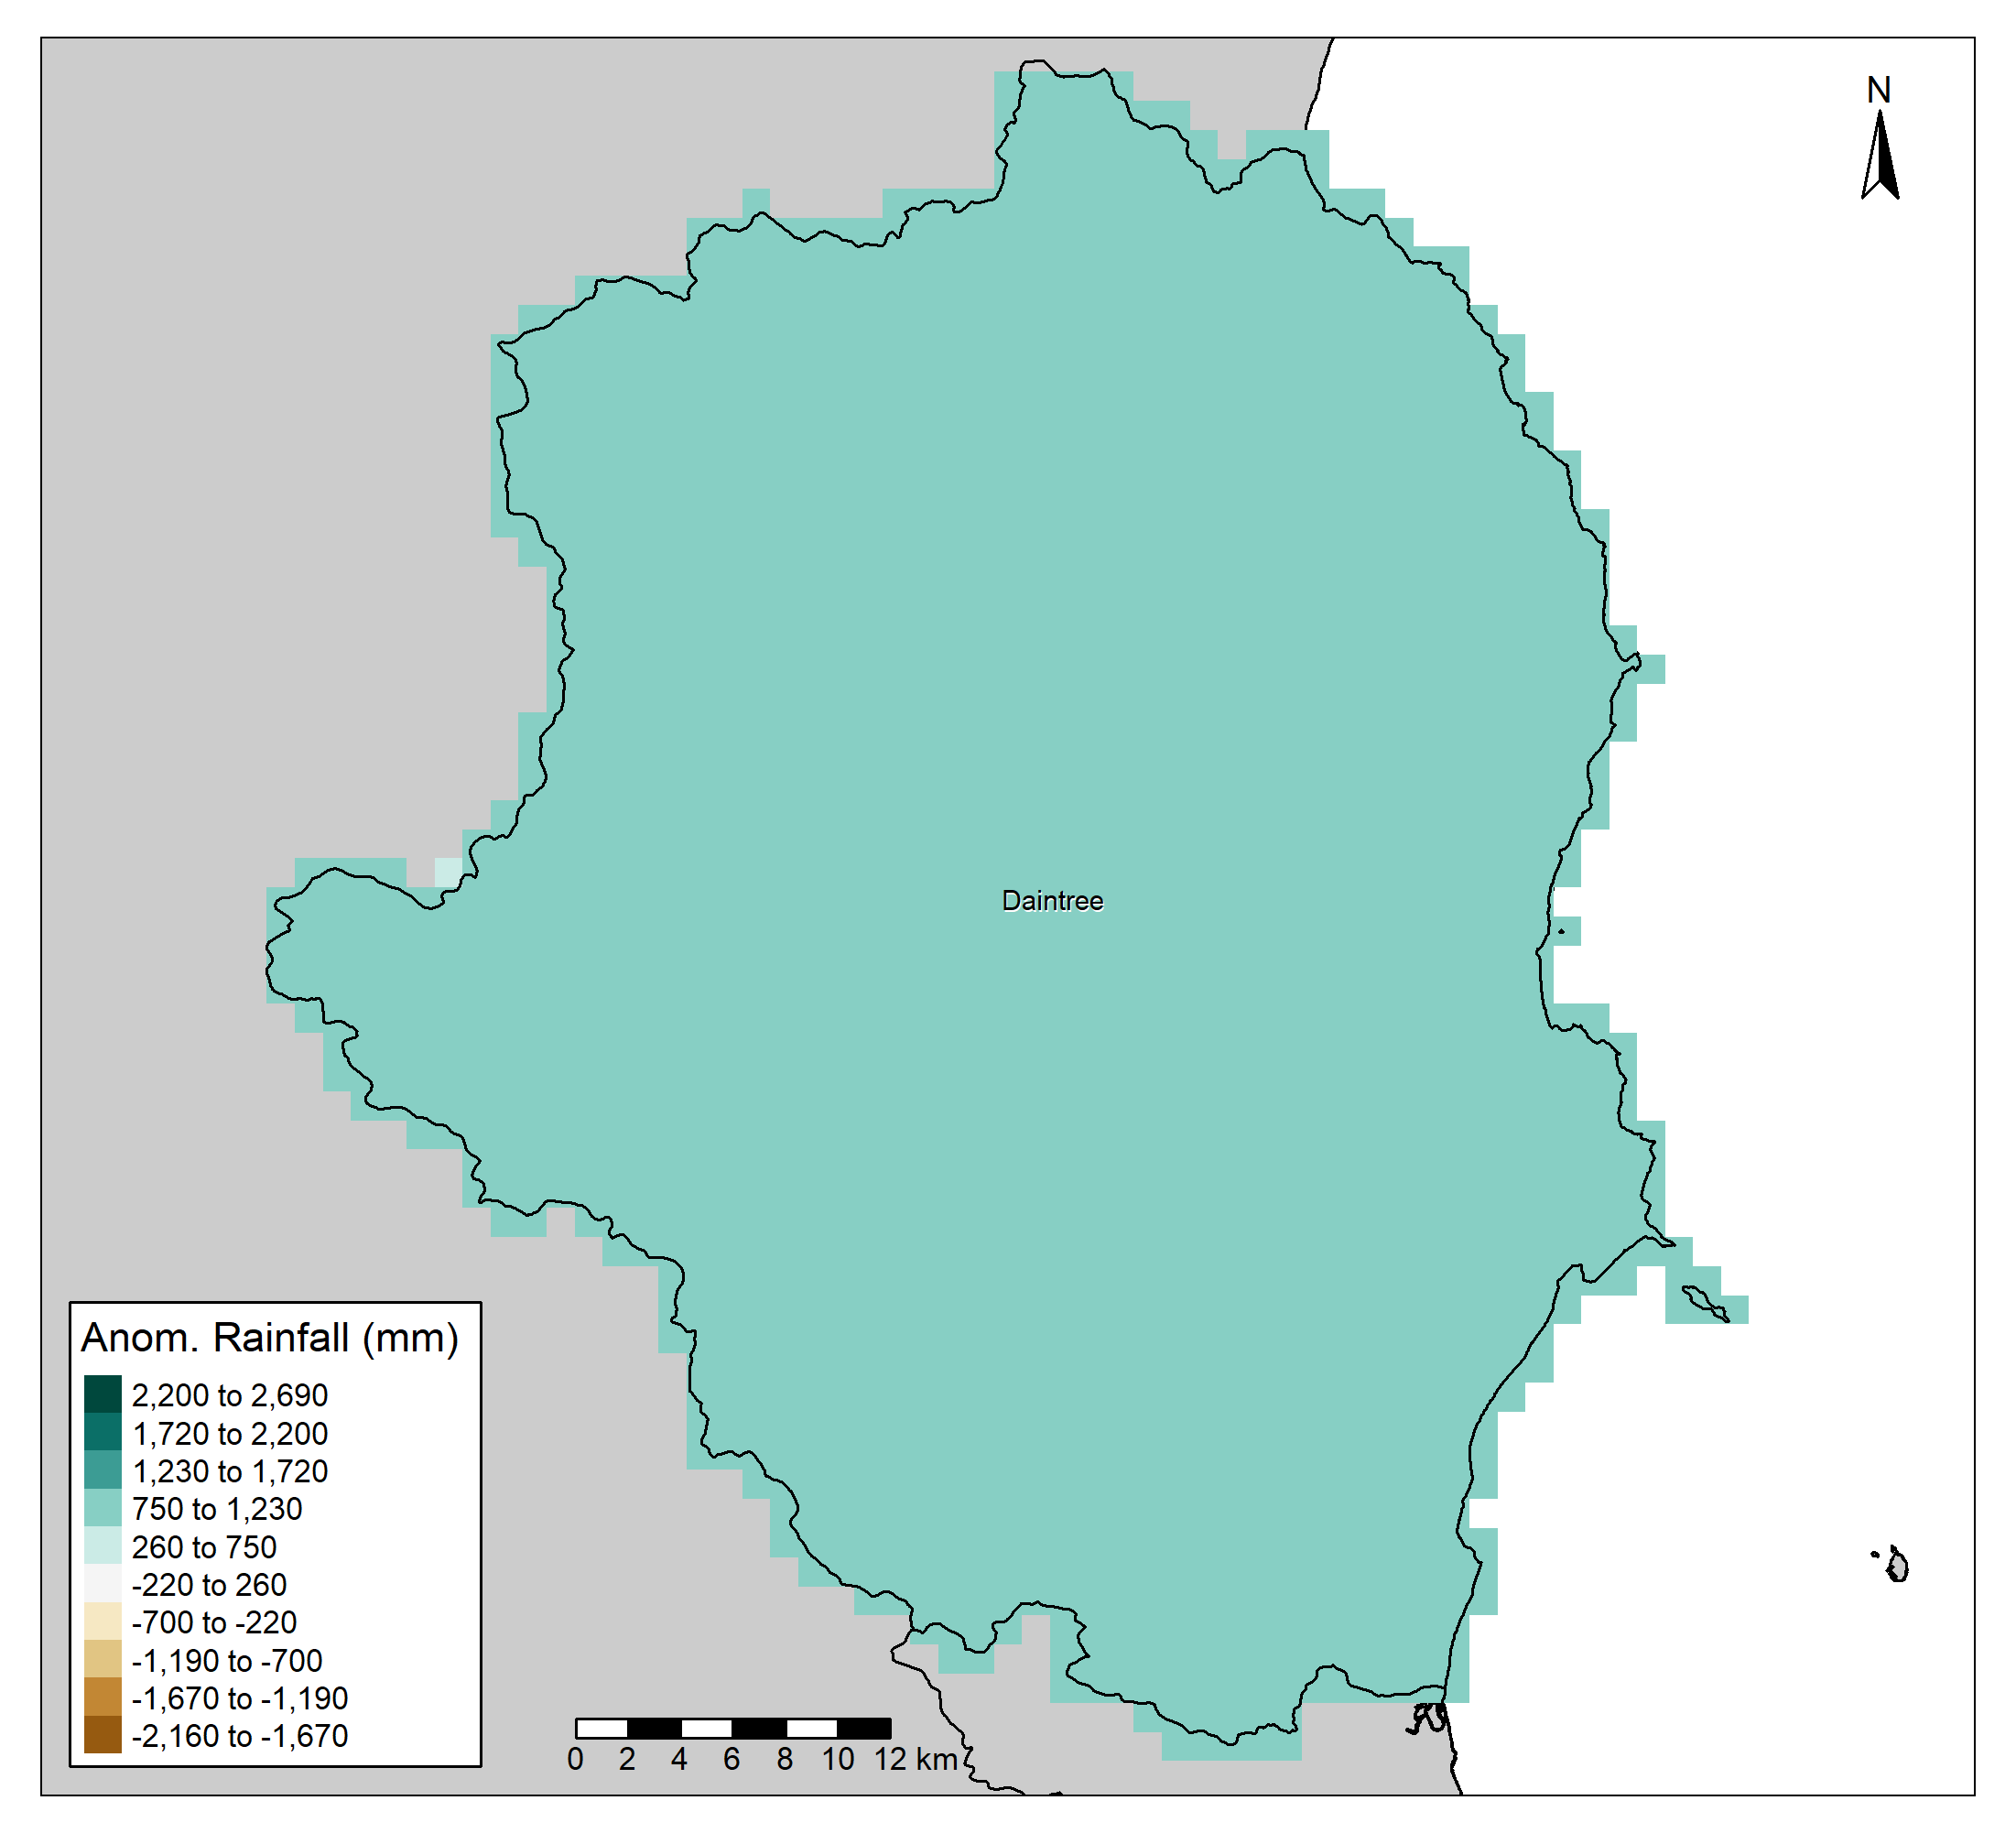 N
Daintree
Anom. Rainfall (mm)
2,200 to 2,690
1,720 to 2,200
1,230 to 1,720
750 to 1,230
260 to 750
-220 to 260
-700 to -220
-1,190 to -700
-1,670 to -1,190
-2,160 to -1,670
0 2 4 6 8 10 12 km